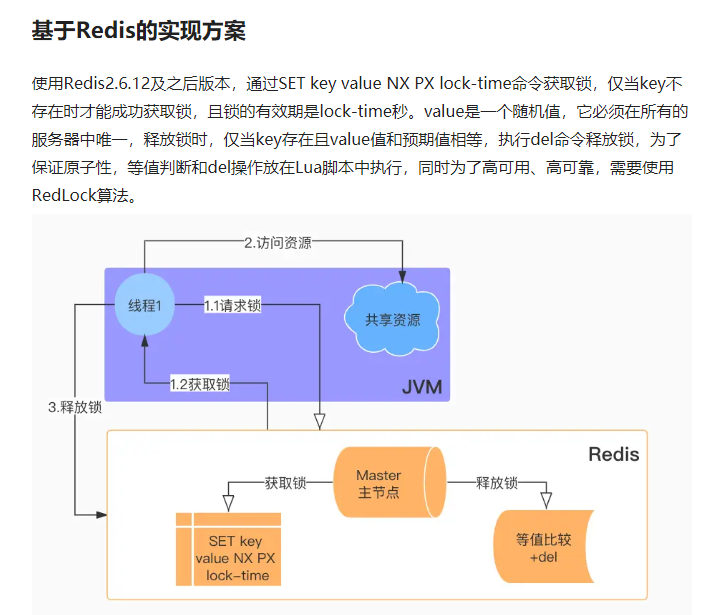 基于Redis的实现方案
使用Redis2.6.12及之后版本，通过SET key value NX PX lock-time命令获取锁，仅当key不
存在时才能成功获取锁，且锁的有效期是lock-time秒。value是一个随机值，它必须在所有的
服务器中唯一，释放锁时，仅当key存在且value值和预期值相等，执行del命令释放锁，为了
保证原子性，等值判断和del操作放在Lua脚本中执行，同时为了高可用、高可靠，需要使用
RedLock算法。
2.访问资源
线程1
1.1请求锁
共享资源
1.2获取锁
JVM
3.释放锁
Redis
Master
主节点
获取锁
释放锁
SET key
value NX PX
lock-time
等值比较
+del